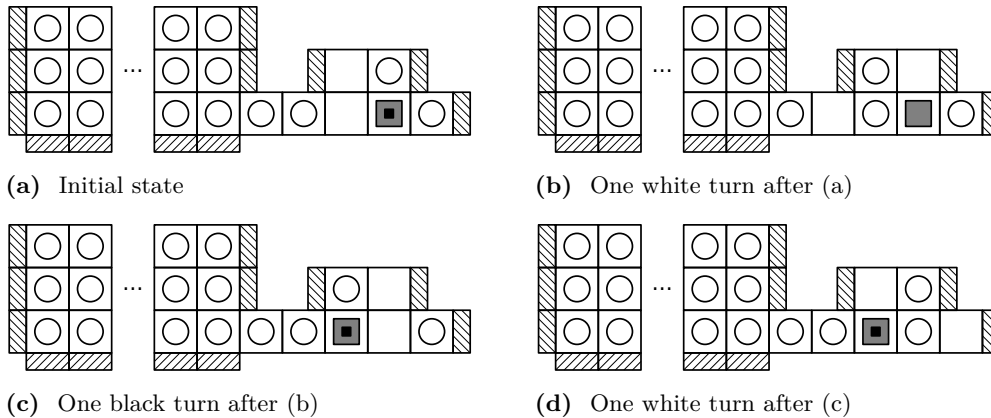 ...
...
(a) Initial state
(b) One white turn after (a)
...
...
(c) One black turn after (b)
(d) One white turn after (c)